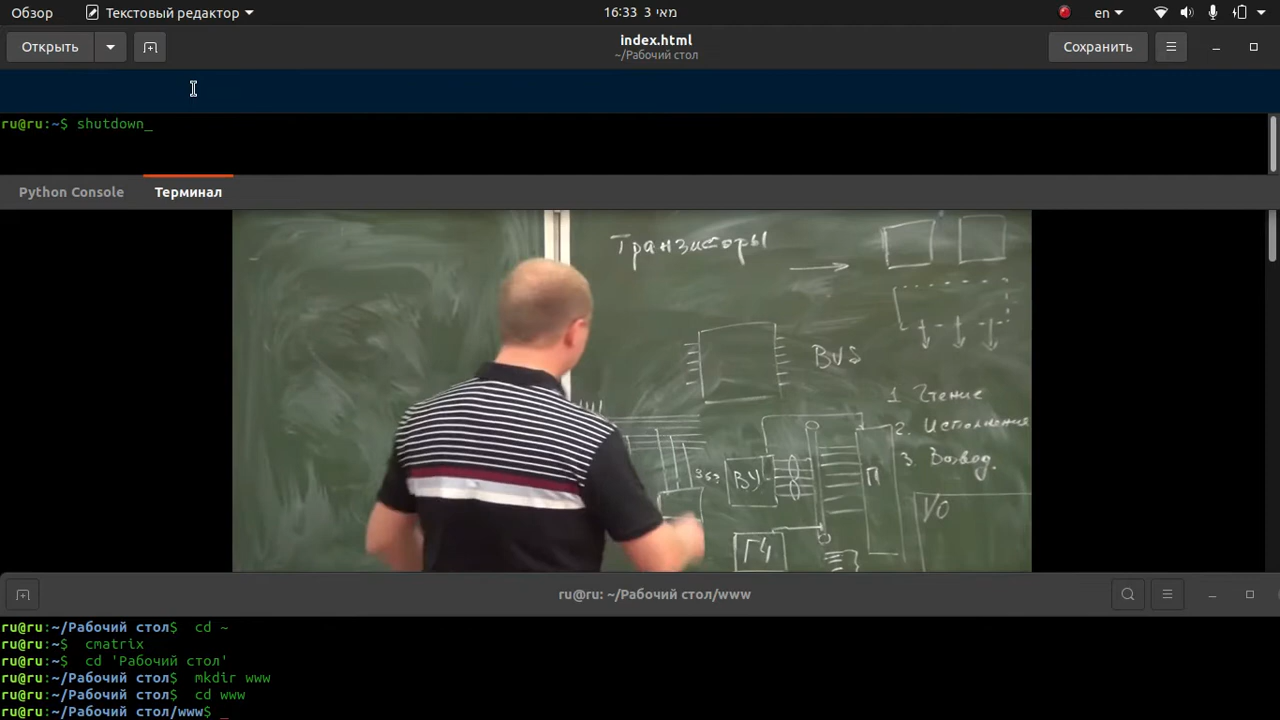 Обзор
Текстовый редактор
16:33 מאי 3
en
Открыть
index.html
~/Рабочий стол
Сохранить
ru@ru:~$ shutdown_
Python Console
Терминал
Транзисторы
BVS
1 Чтение
2. Исполнения
3. Вывод.
ВУ
П
I/O
ГЧ
ru@ru: ~/Рабочий стол/www
ru@ru:~/Рабочий стол$ cd ~
ru@ru:~$ cmatrix
ru@ru:~$ cd 'Рабочий стол'
ru@ru:~/Рабочий стол$ mkdir www
ru@ru:~/Рабочий стол$ cd www
ru@ru:~/Рабочий стол/www$ _